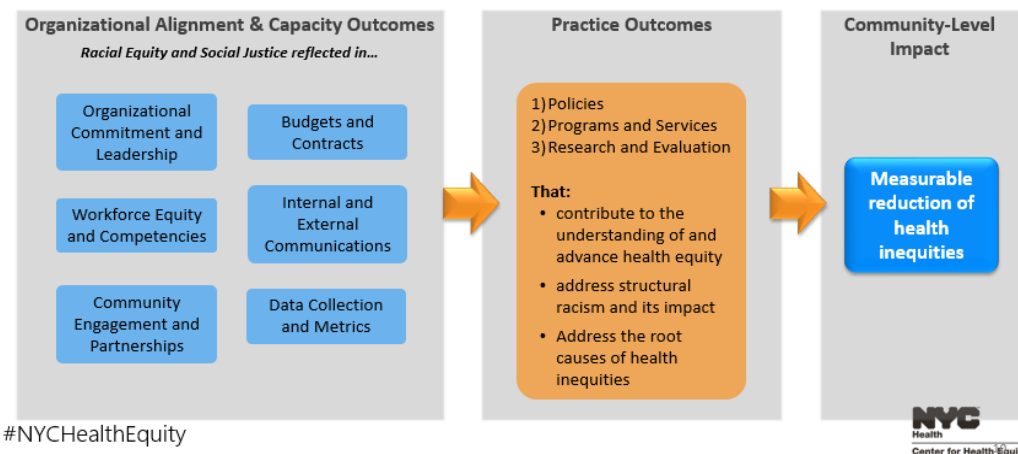 Organizational Alignment & Capacity Outcomes
Racial Equity and Social Justice reflected in...
Organizational
Commitment and
Leadership
Budgets and
Contracts
Workforce Equity
and Competencies
Internal and
External
Communications
Community
Engagement and
Partnerships
Data Collection
and Metrics
Practice Outcomes
1) Policies
2) Programs and Services
3) Research and Evaluation
That:
• contribute to the
understanding of and
advance health equity
• address structural
racism and its impact
• Address the root
causes of health
inequities
Community-Level
Impact
Measurable
reduction of
health
inequities
#NYCHealthEquity
NYC
Health
Center for Health